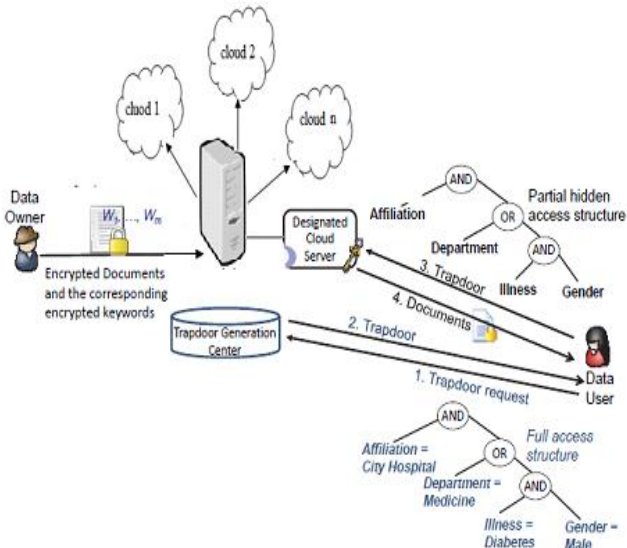 cloud 2
cluod 1
cloud n
Data
Owner
W₁, ..., Wₘ
Encrypted Documents
and the corresponding
encrypted keywords
Designated
Cloud
Server
Trapdoor Generation
Center
AND
Affiliation
OR
Partial hidden
access structure
Department
AND
Illness
Gender
3. Trapdoor
4. Documents
2. Trapdoor
1. Trapdoor request
Data
User
AND
Affiliation =
City Hospital
OR
Full access
structure
Department =
Medicine
AND
Illness =
Diabetes
Gender =
Male